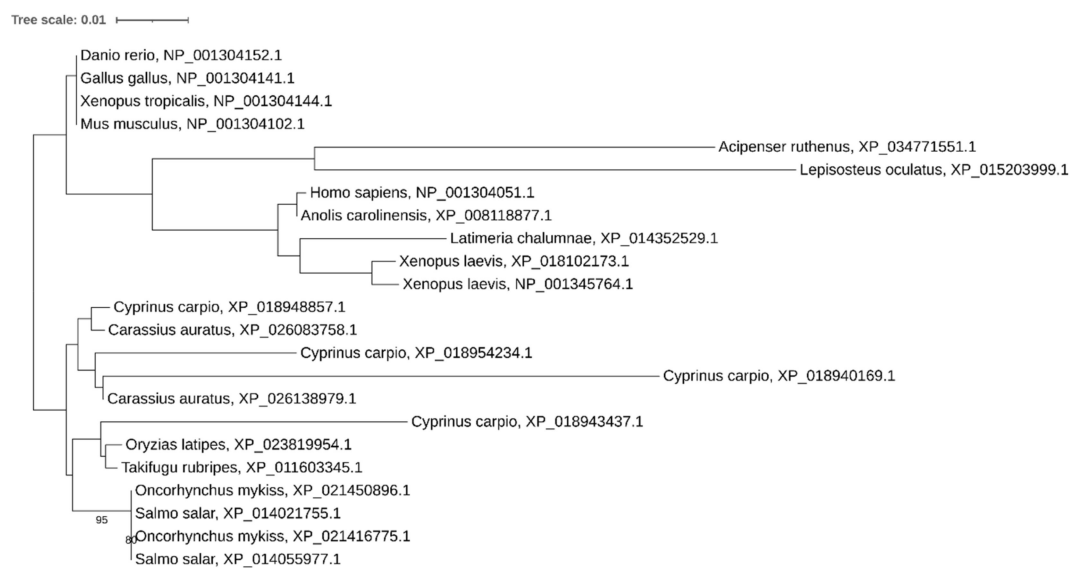 Tree scale: 0.01
Danio rerio, NP_001304152.1
Gallus gallus, NP_001304141.1
Xenopus tropicalis, NP_001304144.1
Mus musculus, NP_001304102.1
Acipenser ruthenus, XP_034771551.1
Lepisosteus oculatus, XP_015203999.1
Homo sapiens, NP_001304051.1
Anolis carolinensis, XP_008118877.1
Latimeria chalumnae, XP_014352529.1
Xenopus laevis, XP_018102173.1
Xenopus laevis, NP_001345764.1
Cyprinus carpio, XP_018948857.1
Carassius auratus, XP_026083758.1
Cyprinus carpio, XP_018954234.1
Cyprinus carpio, XP_018940169.1
Carassius auratus, XP_026138979.1
Cyprinus carpio, XP_018943437.1
Oryzias latipes, XP_023819954.1
Takifugu rubripes, XP_011603345.1
Oncorhynchus mykiss, XP_021450896.1
Salmo salar, XP_014021755.1
95
Oncorhynchus mykiss, XP_021416775.1
Salmo salar, XP_014055977.1